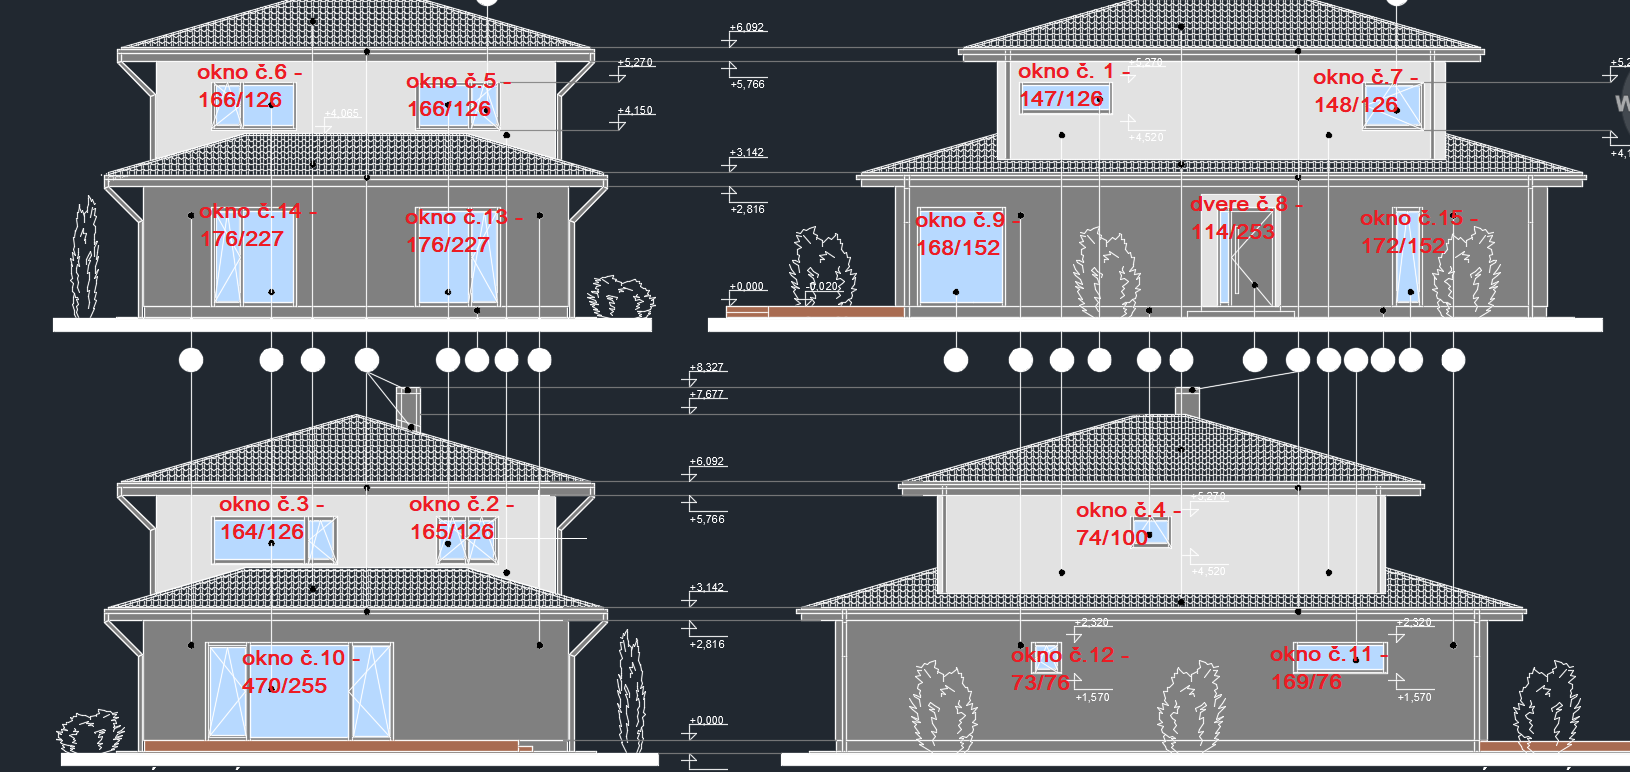 +6,092
+5,270
+5,766
okno č.6 -
166/126
okno č.5 -
166/126
+4,065
+4,150
okno č. 1 -
147/126
+5,270
okno č.7 -
148/126
+4,520
+3,142
+2,816
okno č.14 -
176/227
okno č.13 -
176/227
okno č.9 -
168/152
dvere č.8 -
114/253
okno č.15 -
172/152
+0,000
-0,020
+8,327
+7,677
+6,092
+5,766
okno č.3 -
164/126
okno č.2 -
165/126
okno č.4 -
74/100
+5,270
+4,520
+3,142
+2,816
okno č.10 -
470/255
okno č.12 -
73/76
+2,320
+1,570
okno č.11 -
169/76
+2,320
+1,570
+0,000